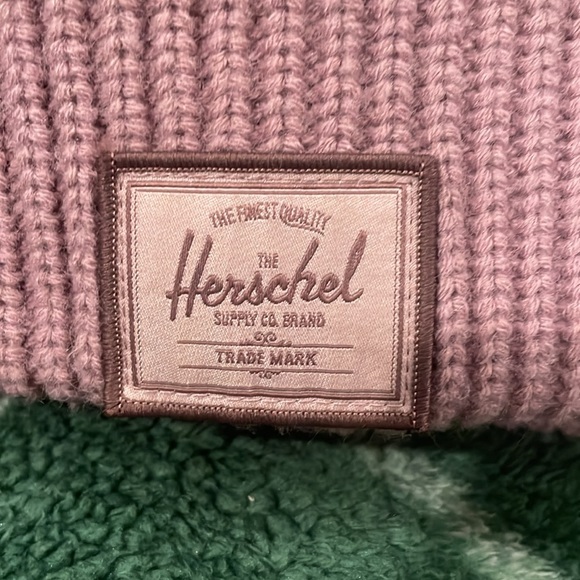 THE FINEST QUALITY
THE
Herschel
SUPPLY CO. BRAND
TRADE MARK